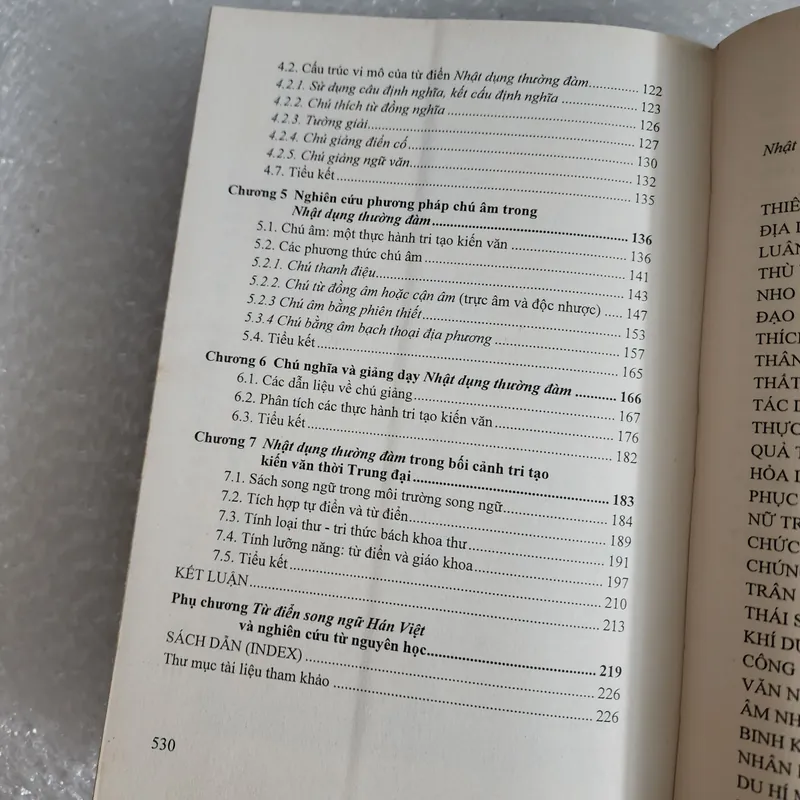 4.2. Cấu trúc vi mô của từ điển Nhật dụng thường đàm.................. 122
4.2.1. Sử dụng câu định nghĩa, kết cấu định nghĩa .................. 123
4.2.2. Chú thích từ đồng nghĩa .................. 126
4.2.3. Tường giải.................. 127
4.2.4. Chú giảng điển cố.................. 130
4.2.5. Chú giảng ngữ văn.................. 132
4.7. Tiểu kết.................. 135
Chương 5 Nghiên cứu phương pháp chú âm trong
Nhật dụng thường đàm.................. 136
5.1. Chú âm: một thực hành tri tạo kiến văn .................. 136
5.2. Các phương thức chú âm .................. 141
5.2.1. Chú thanh điệu.................. 143
5.2.2. Chú từ đồng âm hoặc cận âm (trực âm và độc nhược) ..... 147
5.2.3 Chú âm bằng phiên thiết.................. 153
5.3.4 Chú bằng âm bạch thoại địa phương .................. 157
5.4. Tiểu kết.................. 165
Chương 6 Chú nghĩa và giảng dạy Nhật dụng thường đàm .......... 166
6.1. Các dẫn liệu về chú giảng.................. 167
6.2. Phân tích các thực hành tri tạo kiến văn .................. 176
6.3. Tiểu kết.................. 182
Chương 7 Nhật dụng thường đàm trong bối cảnh tri tạo
kiến văn thời Trung đại.................. 183
7.1. Sách song ngữ trong môi trường song ngữ.................. 184
7.2. Tích hợp tự điển và từ điển.................. 189
7.3. Tính loại thư - tri thức bách khoa thư .................. 191
7.4. Tính lưỡng năng: từ điển và giáo khoa.................. 197
7.5. Tiểu kết.................. 210
KẾT LUẬN.................. 213
Phụ chương Từ điển song ngữ Hán Việt
và nghiên cứu từ nguyên học.................. 219
SÁCH DẪN (INDEX) .................. 226
Thư mục tài liệu tham khảo .................. 226
530
Nhật
THIÊ
ĐỊA L
LUÂN
THÙ
NHO
ĐẠO
THÍCH
THÂN
THẤT
TÁC D
THỰC
QUẢ T
HỎA
PHỤC
NỮ TR
CHỨC
CHÚNG
TRÂN
THÁI S
KHÍ DỤ
CÔNG
VĂN N
ÂM NH
BINH K
NHÂN
DU HÍ